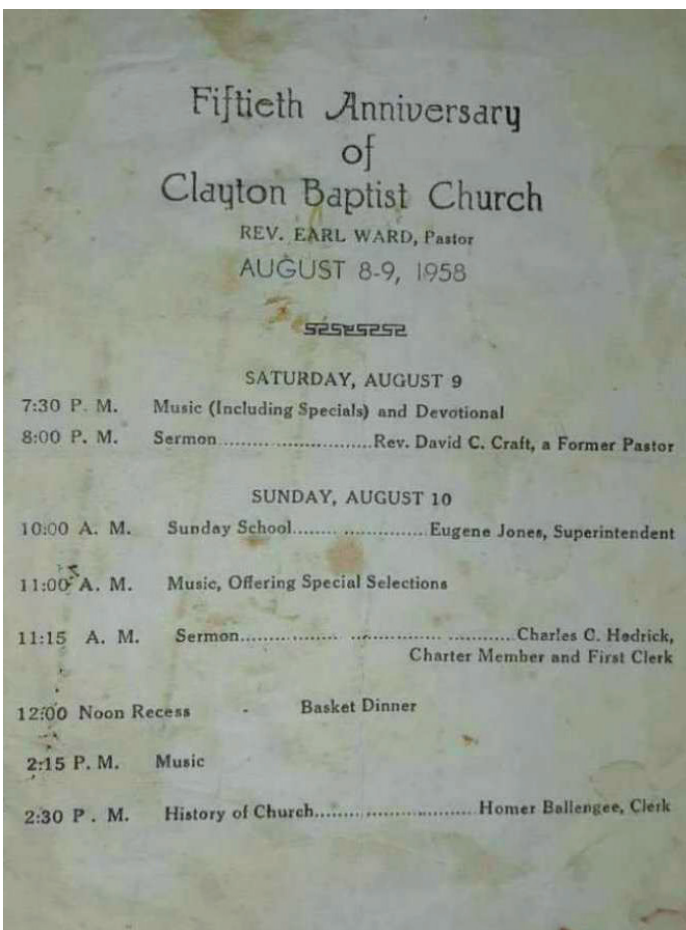 Fiftieth Anniversary
of
Clayton Baptist Church
REV. EARL WARD, Pastor
AUGUST 8-9, 1958
SATURDAY, AUGUST 9
7:30 P. M. Music (Including Specials) and Devotional
8:00 P. M. Sermon............................Rev. David C. Craft, a Former Pastor
SUNDAY, AUGUST 10
10:00 A. M. Sunday School........ ...............Eugene Jones, Superintendent
11:00 A. M. Music, Offering Special Selections
11:15 A. M. Sermon................. ................ ............Charles C. Hedrick,
Charter Member and First Clerk
12:00 Noon Recess - Basket Dinner
2:15 P. M. Music
2:30 P . M. History of Church............................. Homer Ballengee, Clerk